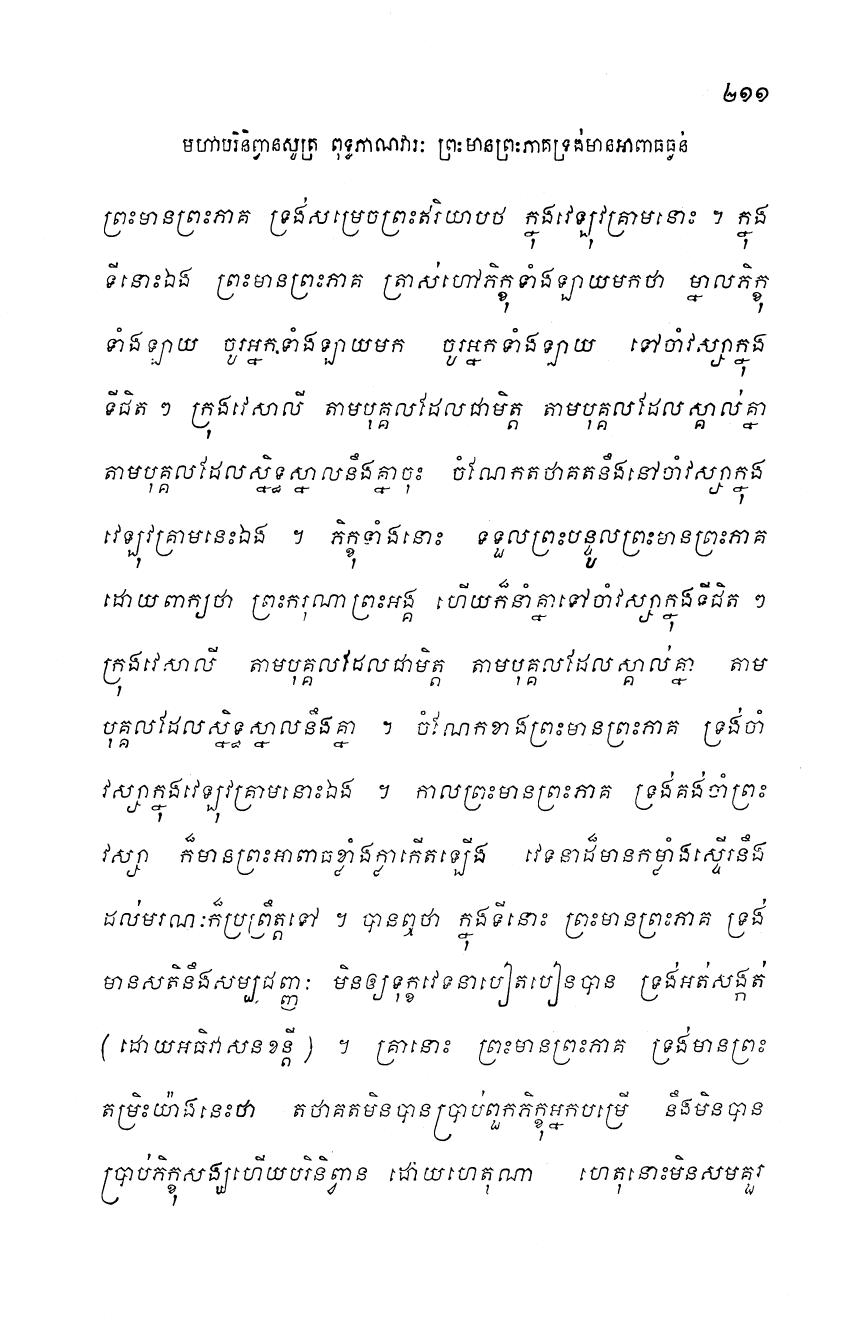 ២១១
មហាបរិនិព្វានសូត្រ ពុទ្ធភាណវារៈ ព្រះមានព្រះភាគទ្រង់មានអាពាធធ្ងន់
ព្រះមានព្រះភាគ ទ្រង់សម្រេចព្រះឥរិយាបថ ក្នុងវេឡុវគ្រាមនោះ ។ ក្នុង
ទីនោះឯង ព្រះមានព្រះភាគ ត្រាស់ហៅភិក្ខុទាំងឡាយមកថា ម្នាលភិក្ខុ
ទាំងឡាយ ចូរអ្នកទាំងឡាយមក ចូរអ្នកទាំងឡាយ ទៅចាំវស្សាក្នុង
ទីជិត ៗ ក្រុងវេសាលី តាមបុគ្គលដែលជាមិត្ត តាមបុគ្គលដែលស្គាល់គ្នា
តាមបុគ្គលដែលស្និទ្ធស្នាលនឹងគ្នាចុះ ចំណែកតថាគតនឹងនៅចាំវស្សាក្នុង
វេឡុវគ្រាមនេះឯង ។ ភិក្ខុទាំងនោះ ទទួលព្រះបន្ទូលព្រះមានព្រះភាគ
ដោយពាក្យថា ព្រះករុណាព្រះអង្គ ហើយក៏នាំគ្នាទៅចាំវស្សាក្នុងទីជិត ៗ
ក្រុងវេសាលី តាមបុគ្គលដែលជាមិត្ត តាមបុគ្គលដែលស្គាល់គ្នា តាម
បុគ្គលដែលស្និទ្ធស្នាលនឹងគ្នា ។ ចំណែកខាងព្រះមានព្រះភាគ ទ្រង់ចាំ
វស្សាក្នុងវេឡុវគ្រាមនោះឯង ។ កាលព្រះមានព្រះភាគ ទ្រង់គង់ចាំព្រះ
វស្សា ក៏មានព្រះអាពាធខ្លាំងក្លាកើតឡើង វេទនាដ៏មានកម្លាំងស្ទើរនឹង
ដល់មរណៈក៏ប្រព្រឹត្តទៅ ។ បានឮថា ក្នុងទីនោះ ព្រះមានព្រះភាគ ទ្រង់
មានសតិនឹងសម្បជញ្ញៈ មិនឲ្យទុក្ខវេទនាបៀតបៀនបាន ទ្រង់អត់សង្កត់
( ដោយអធិវាសនខន្តី ) ។ គ្រានោះ ព្រះមានព្រះភាគ ទ្រង់មានព្រះ
តម្រិះយ៉ាងនេះថា តថាគតមិនបានប្រាប់ពួកភិក្ខុអ្នកបម្រើ នឹងមិនបាន
ប្រាប់ភិក្ខុសង្ឃហើយបរិនិព្វាន ដោយហេតុណា ហេតុនោះមិនសមគួរ